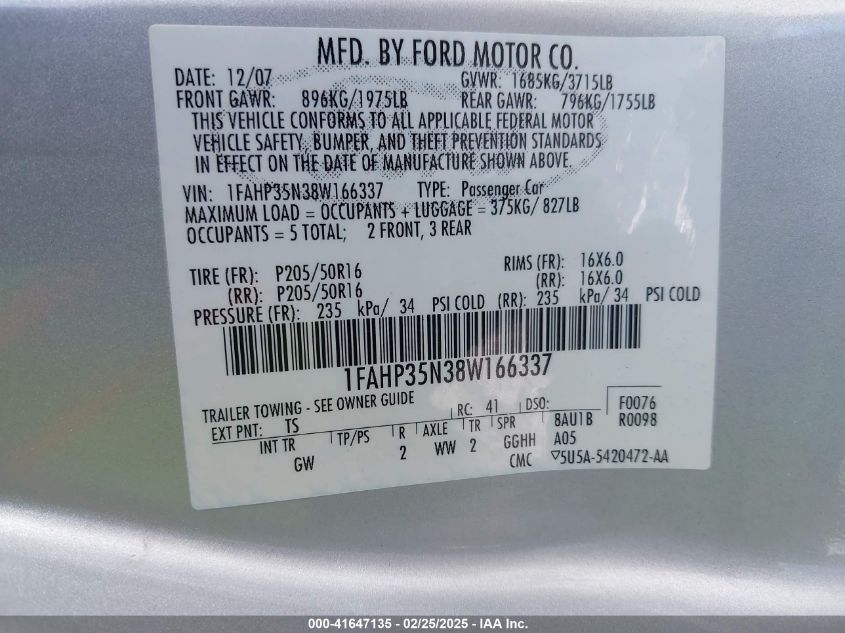 MFD. BY FORD MOTOR CO.
DATE: 12/07 GVWR: 1685KG/3715LB
FRONT GAWR: 896KG/1975LB REAR GAWR: 796KG/1755LB
THIS VEHICLE CONFORMS TO ALL APPLICABLE FEDERAL MOTOR
VEHICLE SAFETY, BUMPER, AND THEFT PREVENTION STANDARDS
IN EFFECT ON THE DATE OF MANUFACTURE SHOWN ABOVE.
VIN: 1FAHP35N38W166337 TYPE: Passenger Car
MAXIMUM LOAD = OCCUPANTS + LUGGAGE = 375KG/ 827LB
OCCUPANTS = 5 TOTAL; 2 FRONT, 3 REAR
TIRE (FR): P205/50R16 RIMS (FR): 16X6.0
(RR): P205/50R16 (RR): 16X6.0
PRESSURE (FR): 235 kPa/ 34 PSI COLD (RR): 235 kPa/ 34 PSI COLD
1FAHP35N38W166337
TRAILER TOWING - SEE OWNER GUIDE
EXT PNT: TS RC: 41 DSO: F0076
INT TR TP/PS R AXLE TR SPR 8AU1B R0098
GW 2 WW 2 GGHH A05
CMC ▽5U5A-5420472-AA
000-41647135 - 02/25/2025 - IAA Inc.